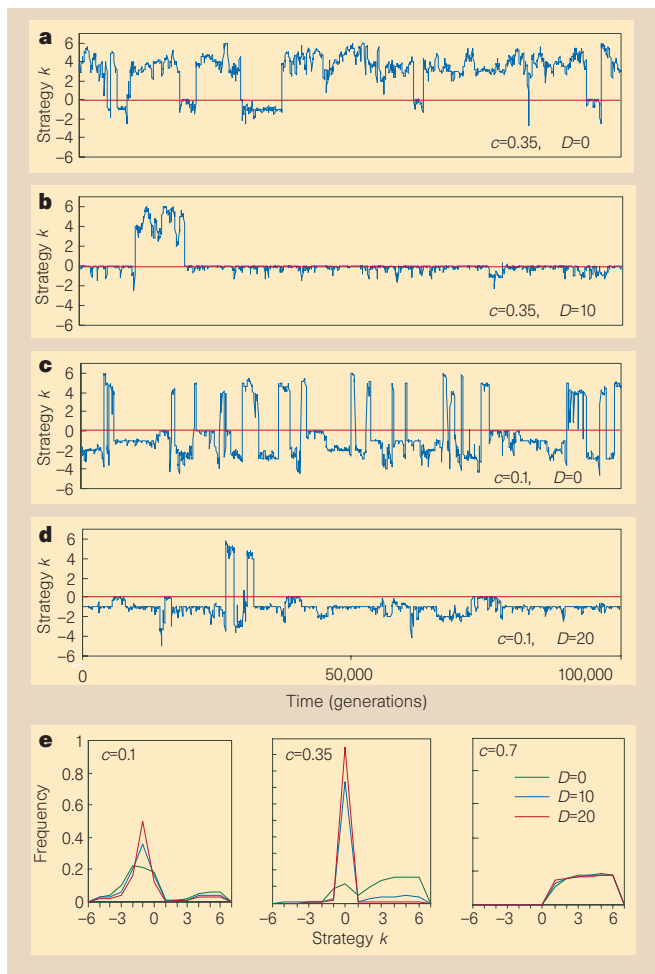 a
Strategy k
6
4
2
0
−2
−4
−6
c=0.35, D=0
b
Strategy k
6
4
2
0
−2
−4
−6
c=0.35, D=10
c
Strategy k
6
4
2
0
−2
−4
−6
c=0.1, D=0
d
Strategy k
6
4
2
0
−2
−4
−6
c=0.1, D=20
0 50,000 100,000
Time (generations)
e
Frequency
1
0.8
0.6
0.4
0.2
0
c=0.1
−6 −3 0 3 6
c=0.35
−6 −3 0 3 6
c=0.7
D=0
D=10
D=20
−6 −3 0 3 6
Strategy k